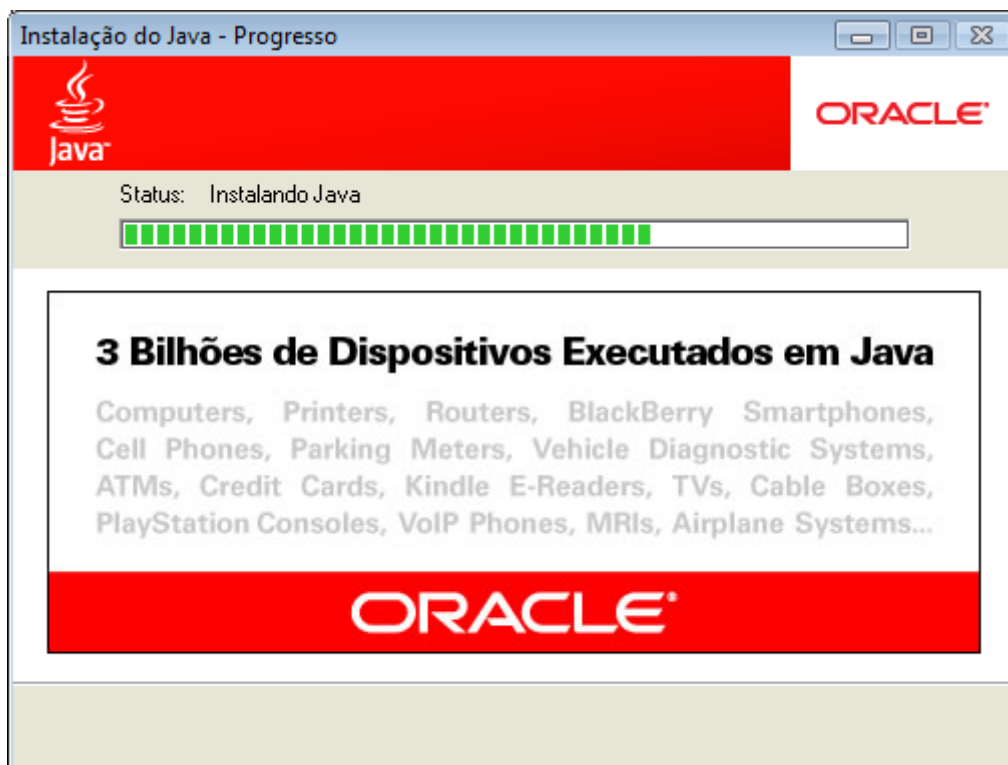 Instalação do Java - Progresso
Java™
ORACLE®
Status: Instalando Java
3 Bilhões de Dispositivos Executados em Java
Computers, Printers, Routers, BlackBerry Smartphones,
Cell Phones, Parking Meters, Vehicle Diagnostic Systems,
ATMs, Credit Cards, Kindle E-Readers, TVs, Cable Boxes,
PlayStation Consoles, VoIP Phones, MRIs, Airplane Systems...
ORACLE®